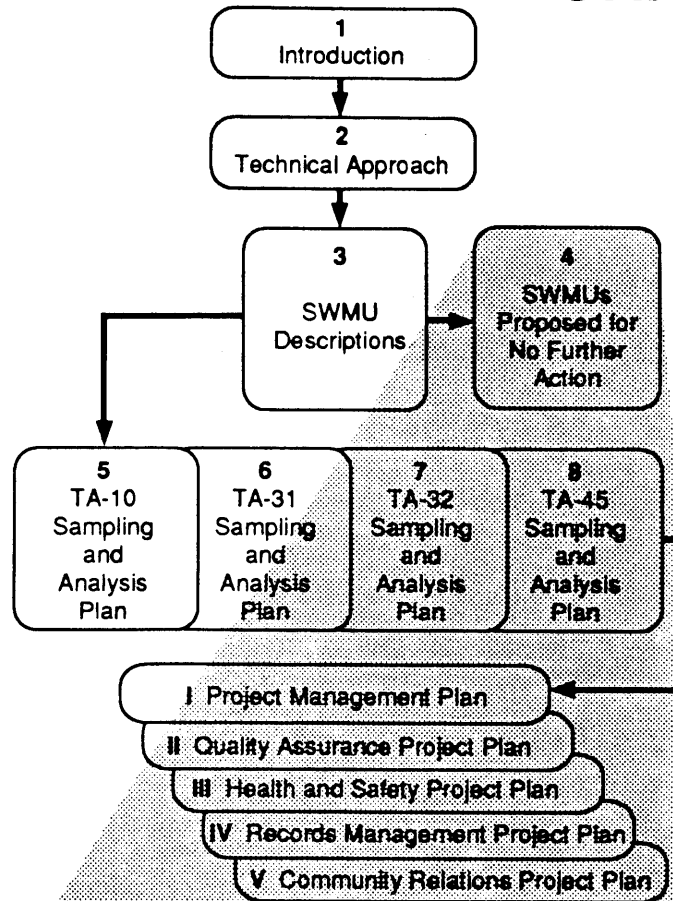 1
Introduction
2
Technical Approach
3
SWMU
Descriptions
4
SWMUs
Proposed for
No Further
Action
5
TA-10
Sampling
and
Analysis
Plan
6
TA-31
Sampling
and
Analysis
Plan
7
TA-32
Sampling
and
Analysis
Plan
8
TA-45
Sampling
and
Analysis
Plan
I Project Management Plan
II Quality Assurance Project Plan
III Health and Safety Project Plan
IV Records Management Project Plan
V Community Relations Project Plan